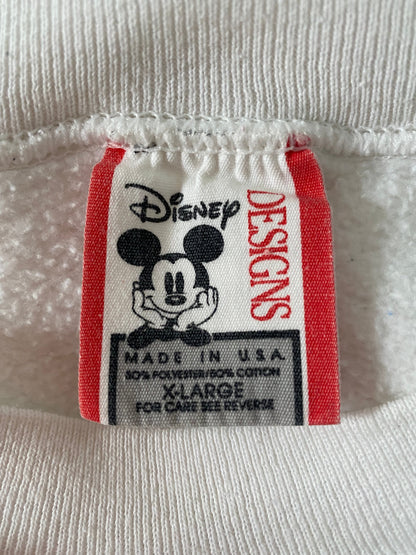 Disney
DESIGNS
MADE IN U.S.A.
50% POLYESTER/50% COTTON
X-LARGE
FOR CARE SEE REVERSE